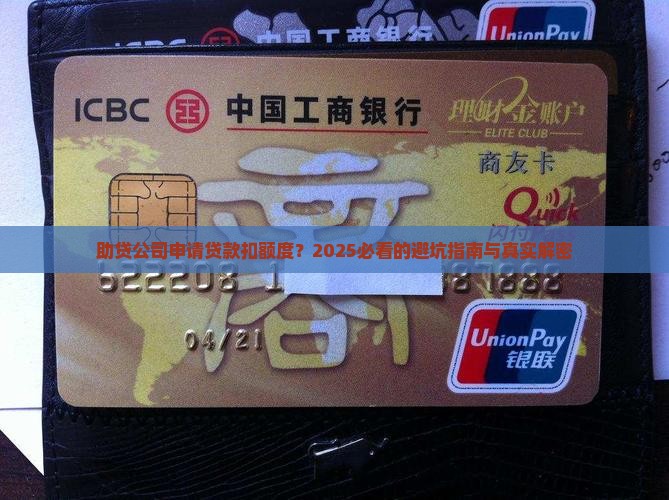 ICBC 中国工商银行 UnionPay
ICBC 中国工商银行 理财金账户
ELITE CLUB
商友卡
Quick
助贷公司申请贷款扣额度？2025必看的避坑指南与真实解密
622208 1
04/21
商
UnionPay
银联